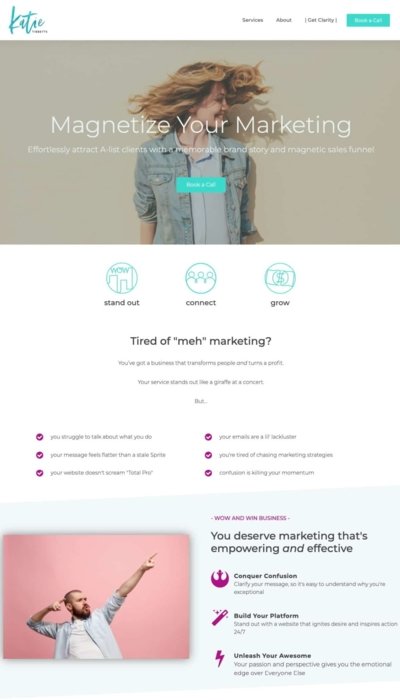 Katie
TIBBETTS
Services
About
| Get Clarity |
Book a Call
Magnetize Your Marketing
Effortlessly attract A-list clients with a memorable brand story and magnetic sales funnel
Book a Call
WOW
$
stand out
connect
grow
Tired of "meh" marketing?
You've got a business that transforms people and turns a profit.
Your service stands out like a giraffe at a concert.
But...
you struggle to talk about what you do
your message feels flatter than a stale Sprite
your website doesn't scream "Total Pro"
your emails are a lil' lackluster
you're tired of chasing marketing strategies
confusion is killing your momentum
- WOW AND WIN BUSINESS -
You deserve marketing that's
empowering and effective
Conquer Confusion
Clarify your message, so it's easy to understand why you're
exceptional
Build Your Platform
Stand out with a website that ignites desire and inspires action
24/7
Unleash Your Awesome
Your passion and perspective gives you the emotional
edge over Everyone Else